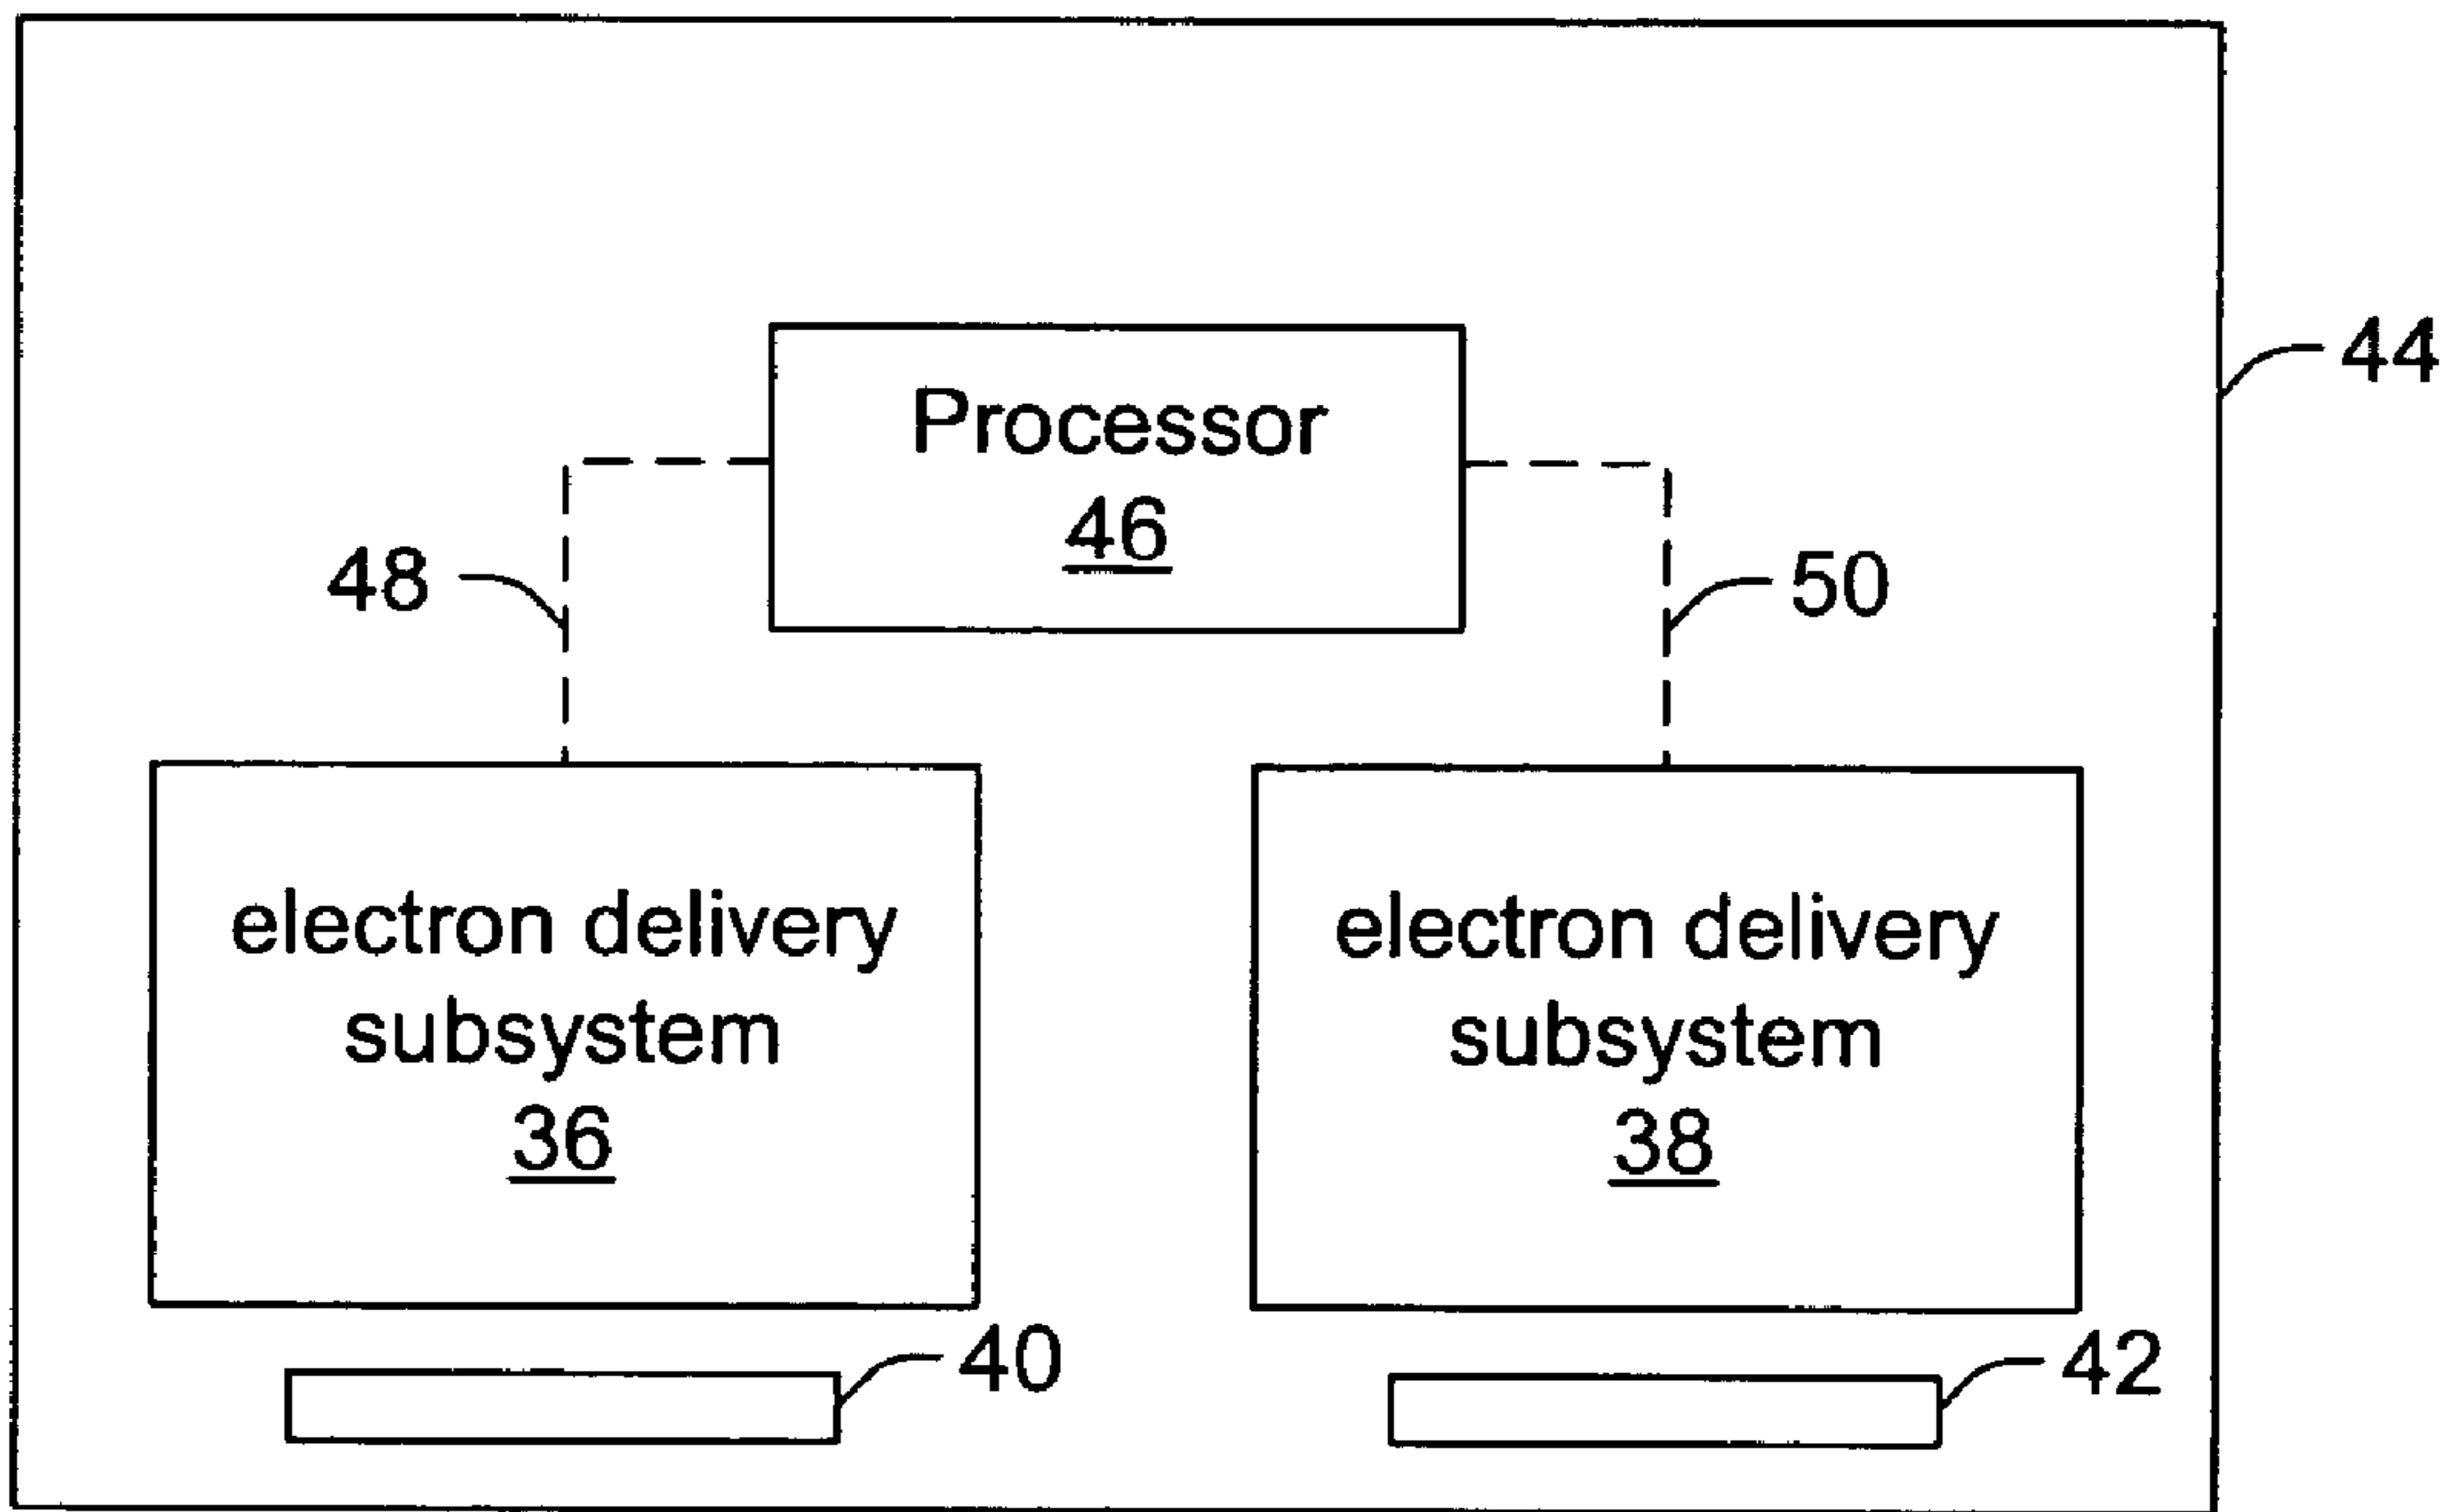 44
Processor
46
48
50
electron delivery
subsystem
36
electron delivery
subsystem
38
40
42